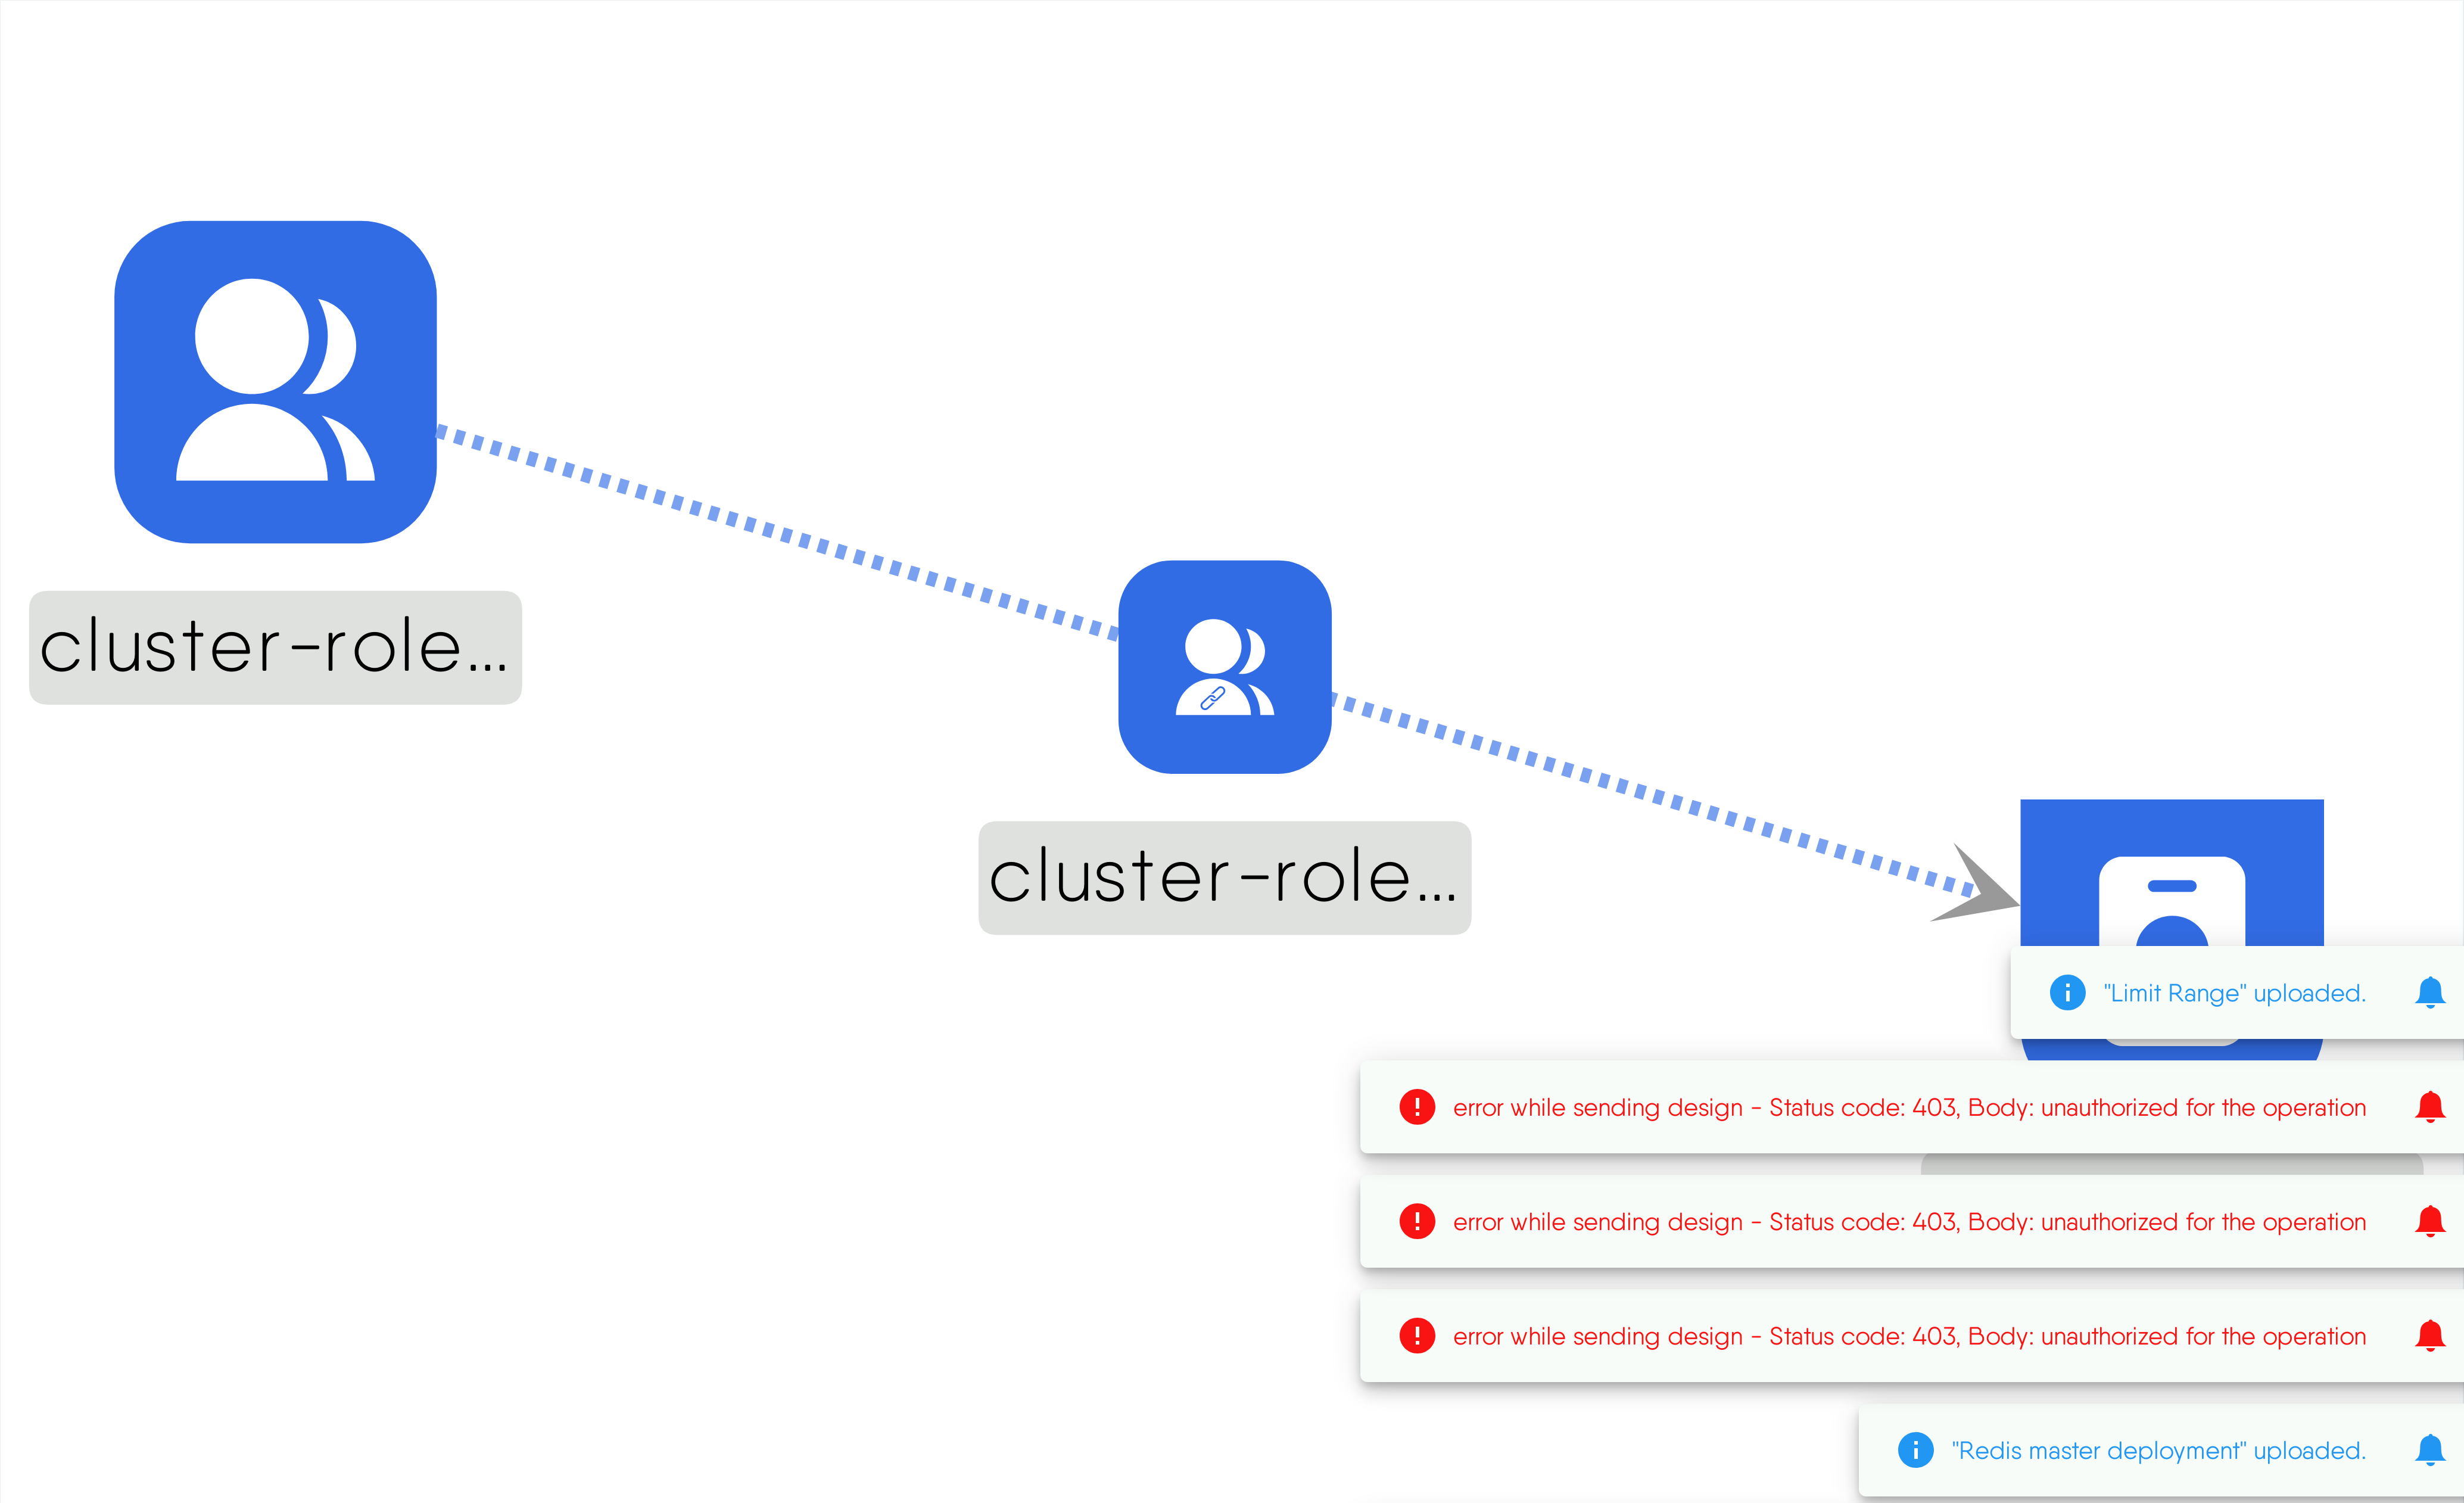 cluster-role...
cluster-role...
"Limit Range" uploaded.
error while sending design - Status code: 403, Body: unauthorized for the operation
error while sending design - Status code: 403, Body: unauthorized for the operation
error while sending design - Status code: 403, Body: unauthorized for the operation
"Redis master deployment" uploaded.